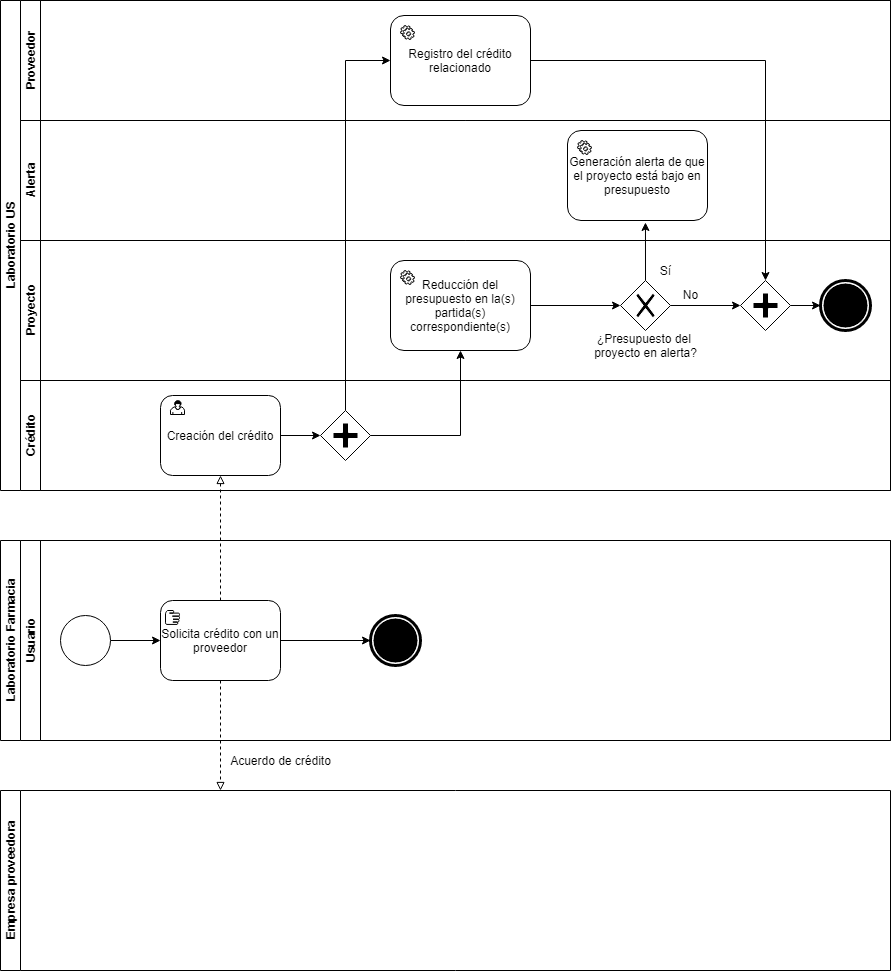 Laboratorio US
Proveedor
Registro del crédito
relacionado
Alerta
Generación alerta de que
el proyecto está bajo en
presupuesto
Proyecto
Reducción del
presupuesto en la(s)
partida(s)
correspondiente(s)
Sí
No
¿Presupuesto del
proyecto en alerta?
Crédito
Creación del crédito
Laboratorio Farmacia
Usuario
Solicita crédito con un
proveedor
Acuerdo de crédito
Empresa proveedora